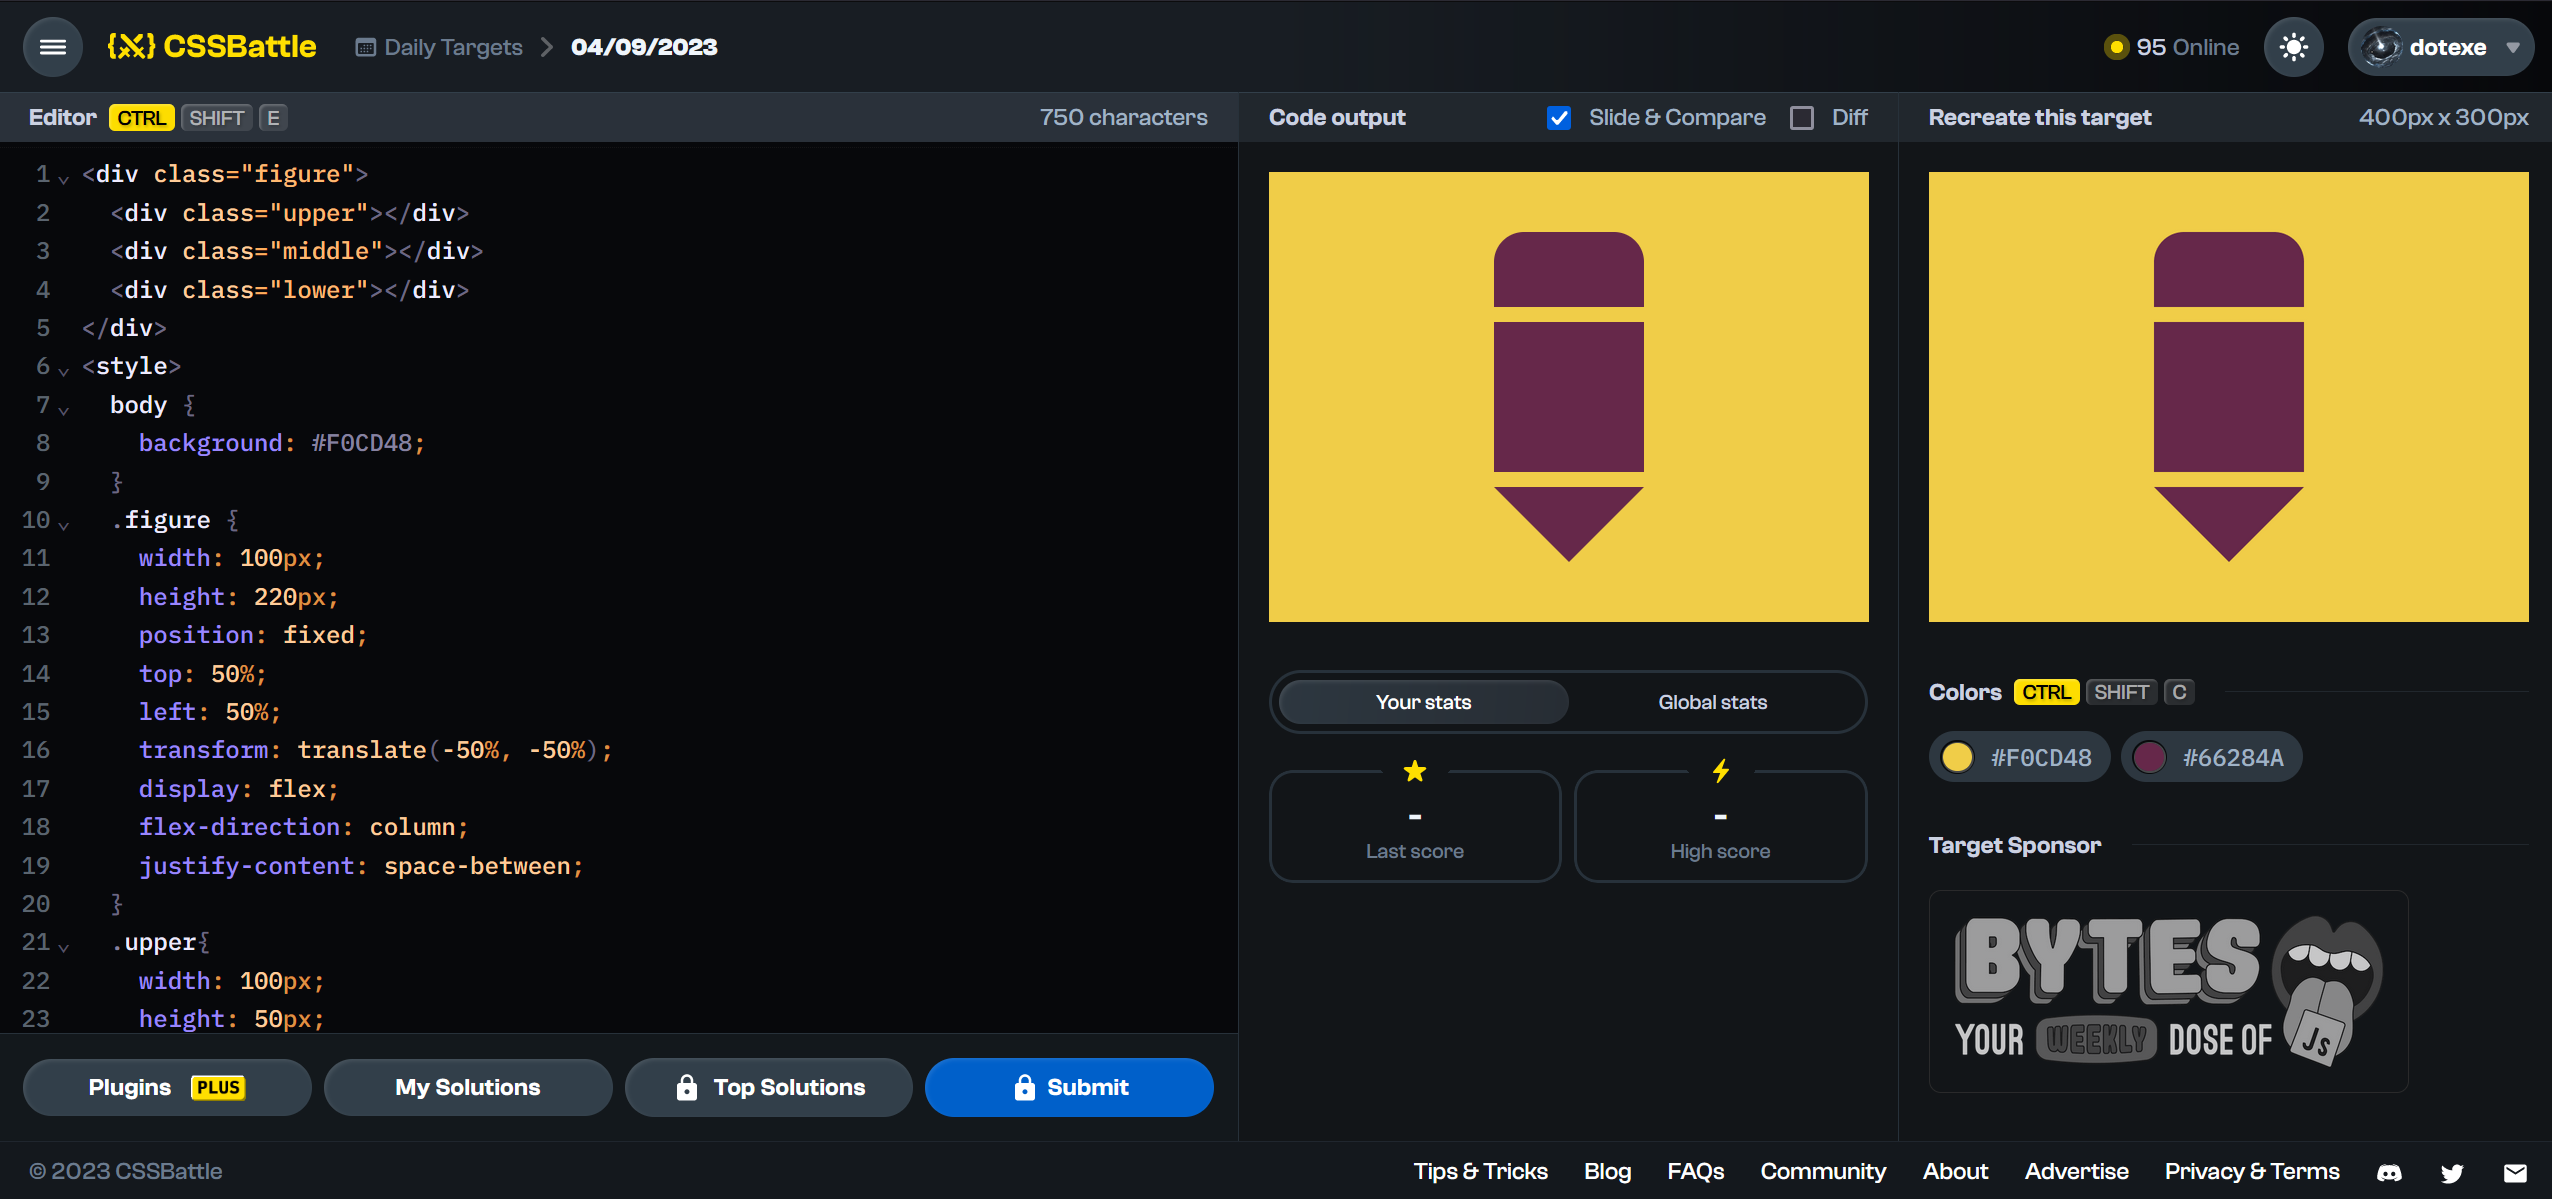 {X} CSSBattle
Daily Targets > 04/09/2023
95 Online
dotexe
Editor CTRL SHIFT E
750 characters
1 <div class="figure">
2 <div class="upper"></div>
3 <div class="middle"></div>
4 <div class="lower"></div>
5 </div>
6 <style>
7 body {
8 background: #F0CD48;
9 }
10 .figure {
11 width: 100px;
12 height: 220px;
13 position: fixed;
14 top: 50%;
15 left: 50%;
16 transform: translate(-50%, -50%);
17 display: flex;
18 flex-direction: column;
19 justify-content: space-between;
20 }
21 .upper{
22 width: 100px;
23 height: 50px;
Plugins PLUS
My Solutions
Top Solutions
Submit
Code output
Slide & Compare
Diff
Your stats
Global stats
-
Last score
-
High score
Recreate this target
400px x 300px
Colors CTRL SHIFT C
#F0CD48
#66284A
Target Sponsor
BYTES
YOUR WEEKLY DOSE OF JS
© 2023 CSSBattle
Tips & Tricks
Blog
FAQs
Community
About
Advertise
Privacy & Terms